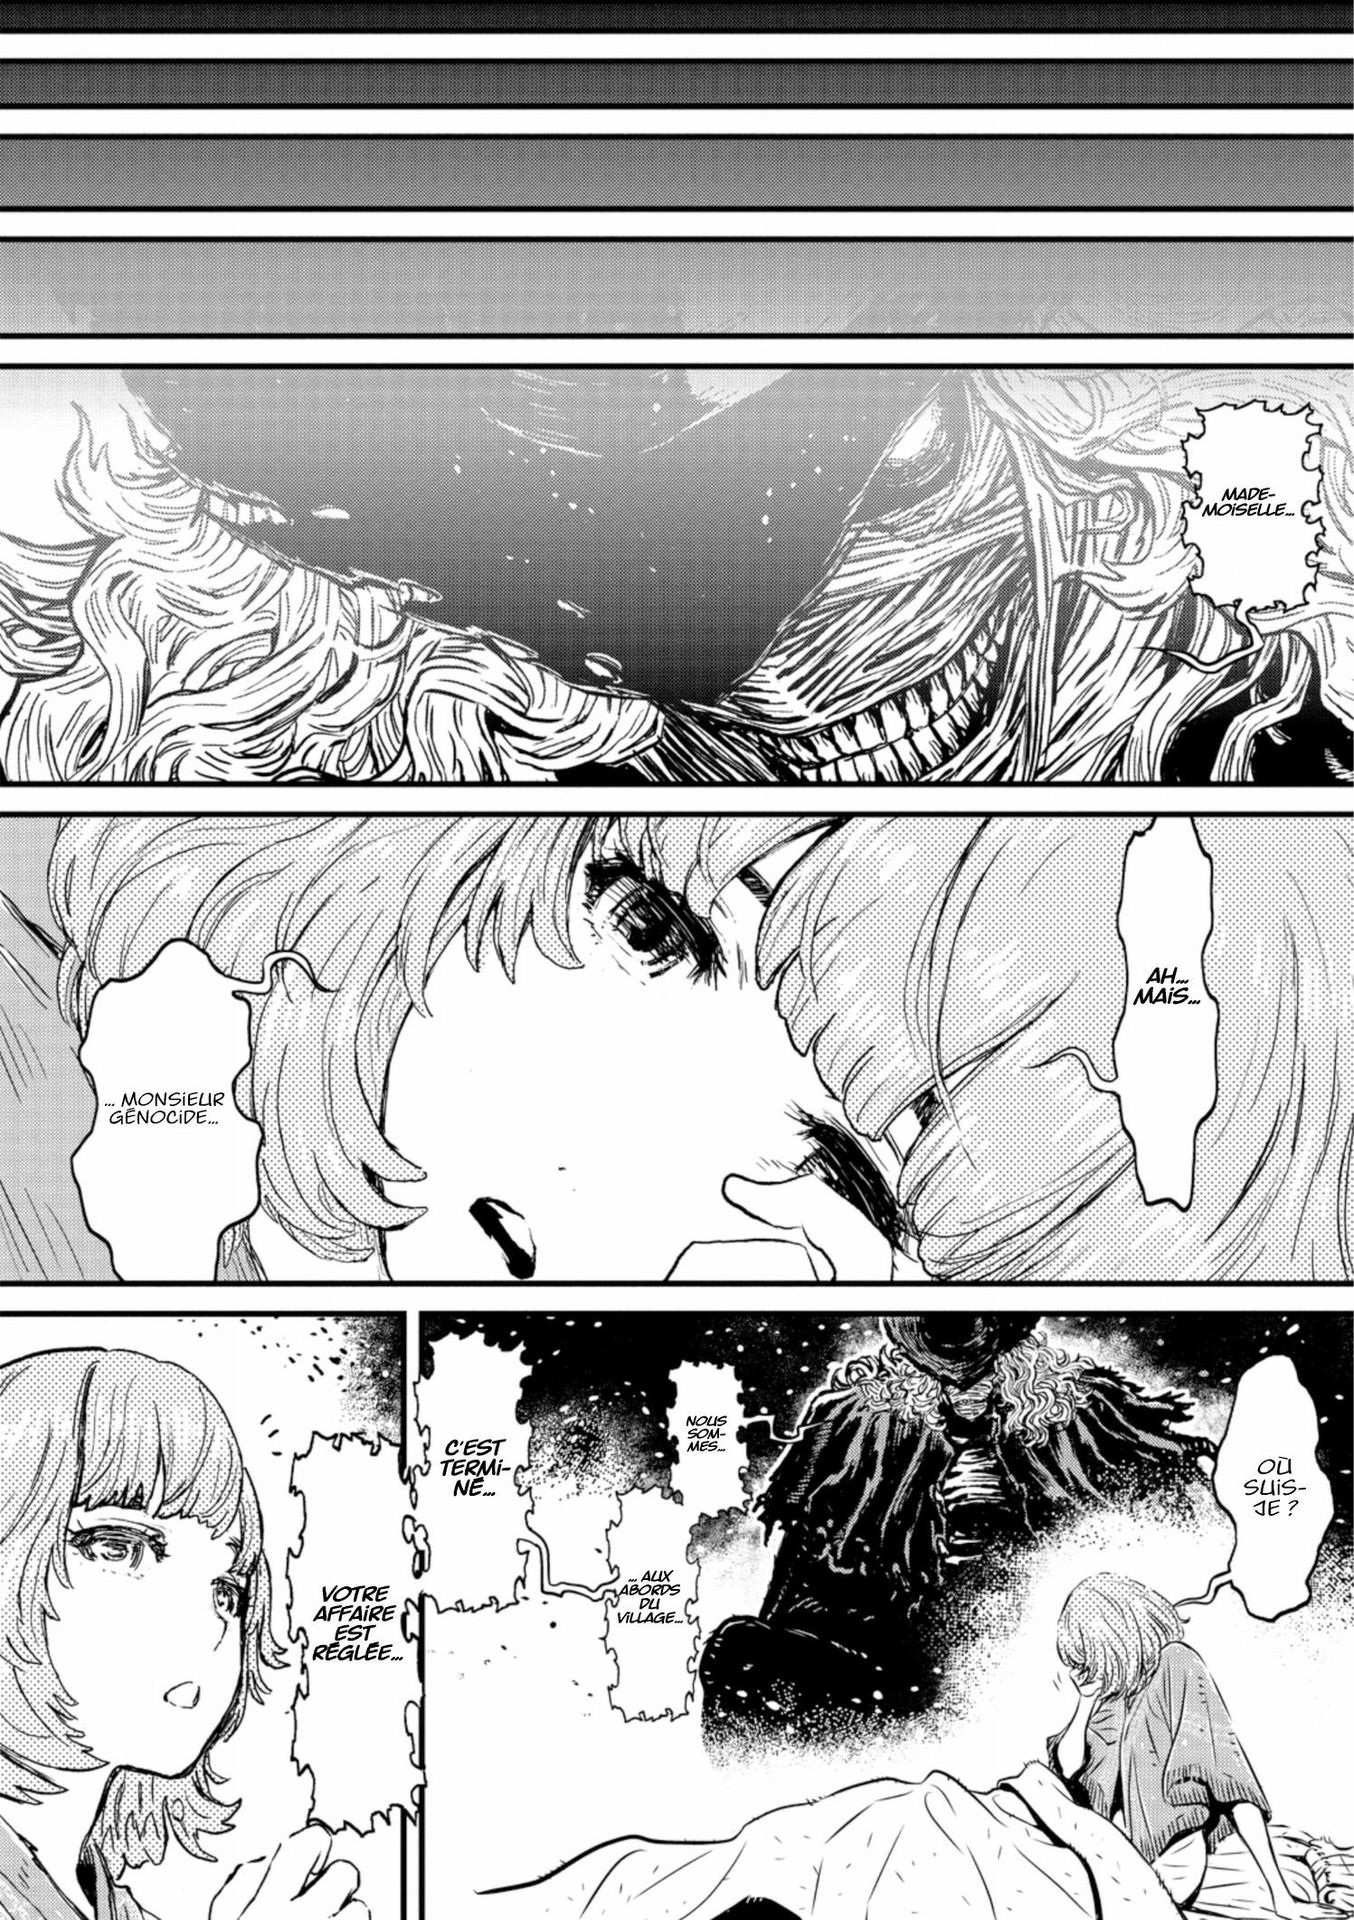 MADE-
MOISELLE...
AH...
MAIS...
... MONSIEUR
GÉNOCIDE...
OÙ
SUIS-
JE ?
NOUS
SOM-
MES...
... AUX
ABORDS
DU
VILLAGE...
C'EST
TERMI-
NÉ...
VOTRE
AFFAIRE
EST
RÉGLÉE...